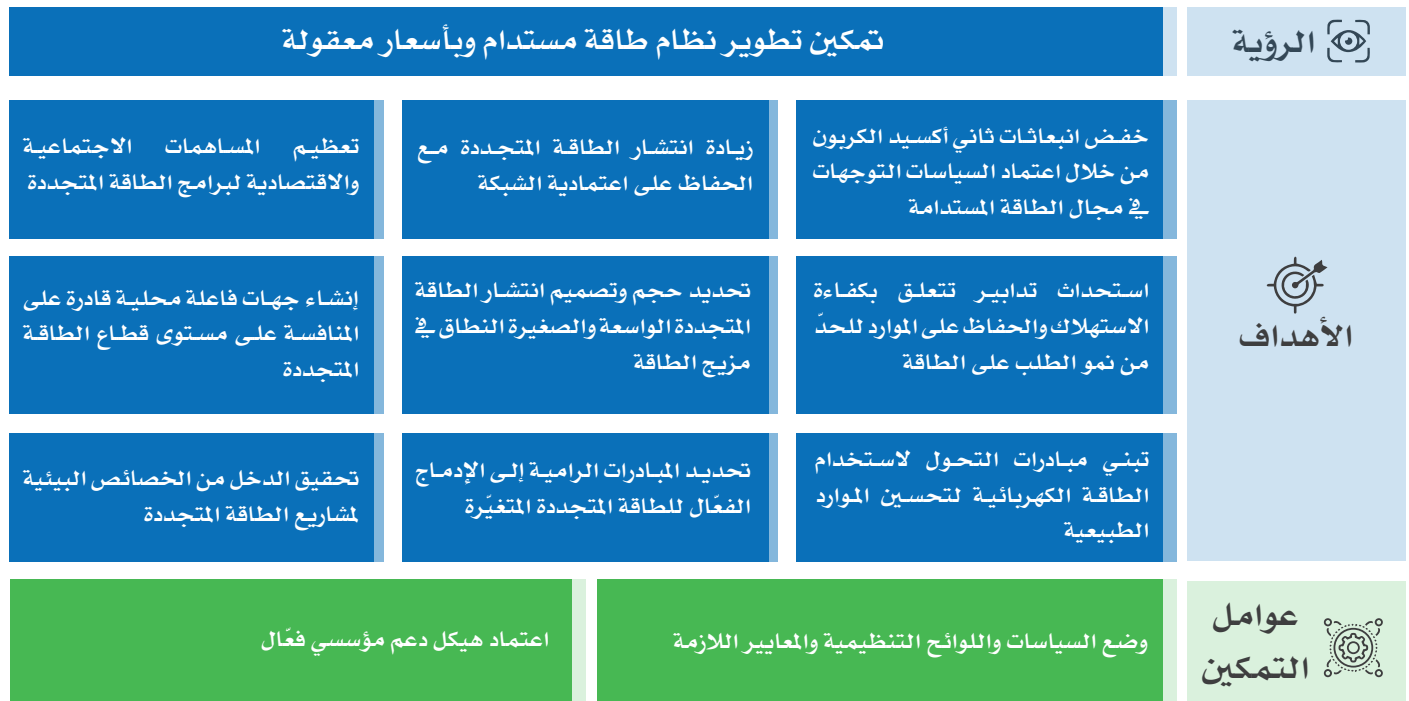 الرؤية
تمكين تطوير نظام طاقة مستدام وبأسعار معقولة
الأهداف
خفض انبعاثات ثاني أكسيد الكربون
من خلال اعتماد السياسات التوجهات
في مجال الطاقة المستدامة
زيادة انتشار الطاقة المتجددة مع
الحفاظ على اعتمادية الشبكة
تعظيم المساهمات الاجتماعية
والاقتصادية لبرامج الطاقة المتجددة
استحداث تدابير تتعلق بكفاءة
الاستهلاك والحفاظ على الموارد للحدّ
من نمو الطلب على الطاقة
تحديد حجم وتصميم انتشار الطاقة
المتجددة الواسعة والصغيرة النطاق في
مزيج الطاقة
إنشاء جهات فاعلة محلية قادرة على
المنافسة على مستوى قطاع الطاقة
المتجددة
تبني مبادرات التحول لاستخدام
الطاقة الكهربائية لتحسين الموارد
الطبيعية
تحديد المبادرات الرامية إلى الإدماج
الفعّال للطاقة المتجددة المتغيّرة
تحقيق الدخل من الخصائص البيئية
لمشاريع الطاقة المتجددة
عوامل
التمكين
وضع السياسات واللوائح التنظيمية والمعايير اللازمة
اعتماد هيكل دعم مؤسسي فعّال